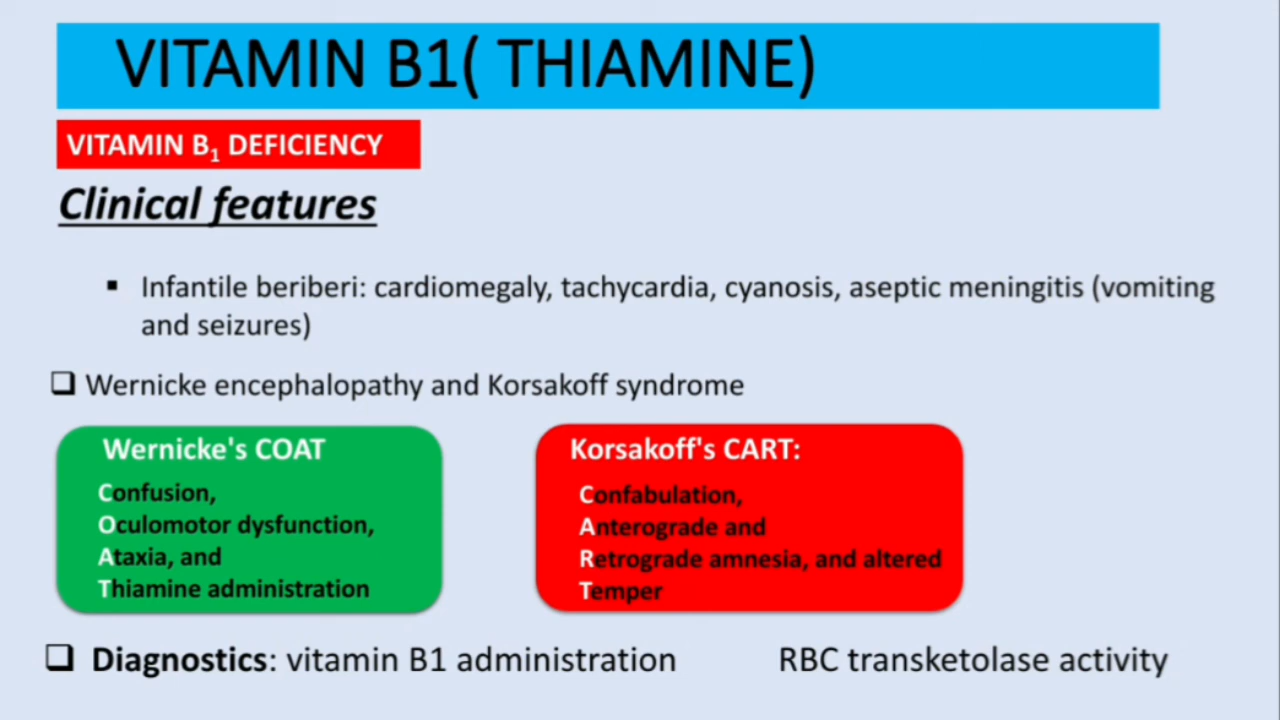 VITAMIN B1( THIAMINE)
VITAMIN B₁ DEFICIENCY
Clinical features
▪ Infantile beriberi: cardiomegaly, tachycardia, cyanosis, aseptic meningitis (vomiting
and seizures)
❑ Wernicke encephalopathy and Korsakoff syndrome
Wernicke's COAT
Confusion,
Oculomotor dysfunction,
Ataxia, and
Thiamine administration
Korsakoff's CART:
Confabulation,
Anterograde and
Retrograde amnesia, and altered
Temper
❑ Diagnostics: vitamin B1 administration RBC transketolase activity